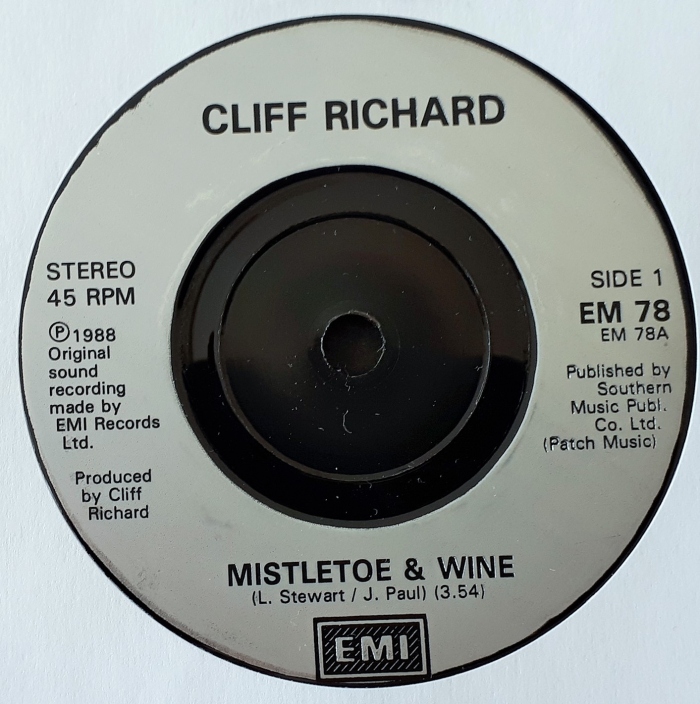 CLIFF RICHARD
STEREO
45 RPM
℗1988
Original
sound
recording
made by
EMI Records
Ltd.
Produced
by Cliff
Richard
SIDE 1
EM 78
EM 78A
Published by
Southern
Music Publ.
Co. Ltd.
(Patch Music)
MISTLETOE & WINE
(L. Stewart / J. Paul) (3.54)
EMI